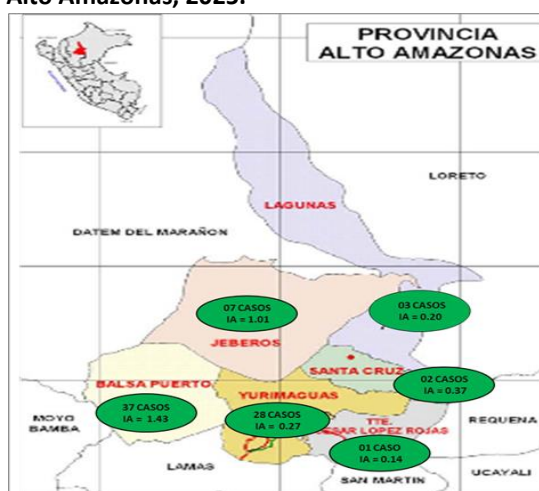 Alto Amazonas, 2025.
PROVINCIA
ALTO AMAZONAS
LORETO
LAGUNAS
DATEM DEL MARAÑON
07 CASOS
IA = 1.01
03 CASOS
IA = 0.20
JEBEROS
SANTA CRUZ
02 CASOS
IA = 0.37
BALSA PUERTO
YURIMAGUAS
37 CASOS
IA = 1.43
28 CASOS
IA = 0.27
MOYO
BAMBA
TTE.
SAR LOPEZ ROJAS
REQUENA
01 CASO
IA = 0.14
LAMAS
SAN MARTIN
UCAYALI